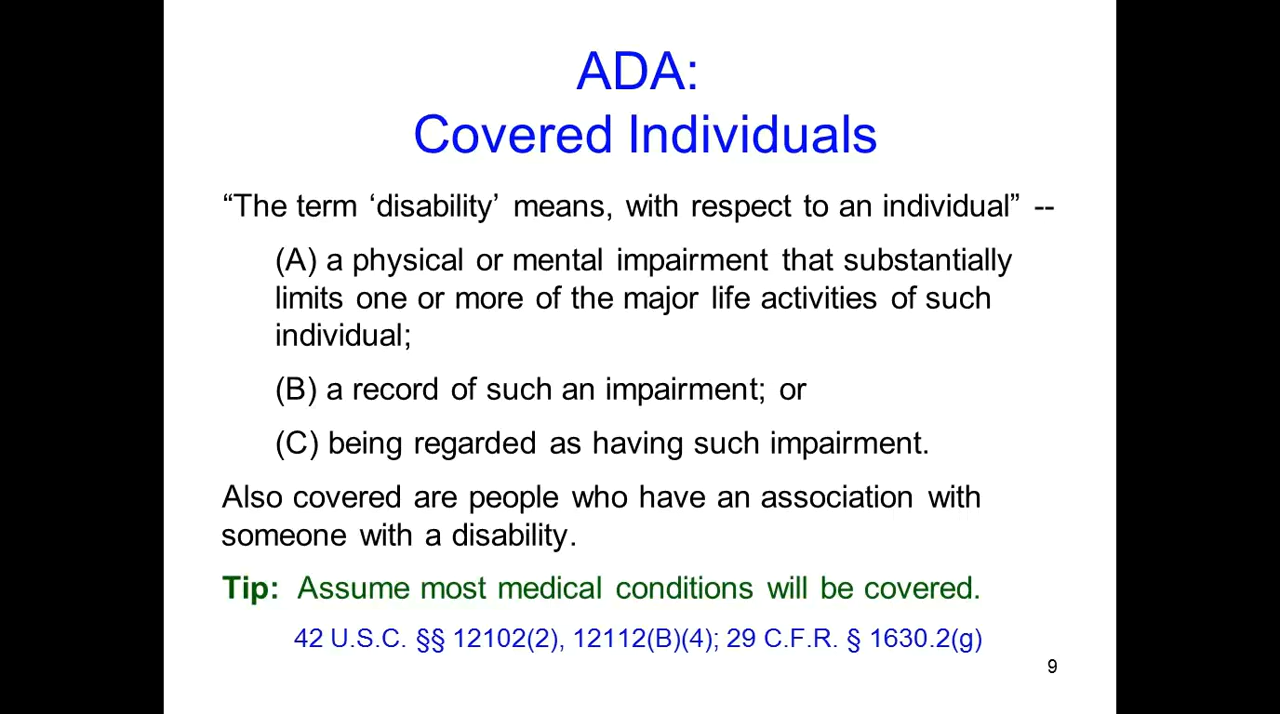 ADA:
Covered Individuals
“The term ‘disability’ means, with respect to an individual” --
(A) a physical or mental impairment that substantially
limits one or more of the major life activities of such
individual;
(B) a record of such an impairment; or
(C) being regarded as having such impairment.
Also covered are people who have an association with
someone with a disability.
Tip: Assume most medical conditions will be covered.
42 U.S.C. §§ 12102(2), 12112(B)(4); 29 C.F.R. § 1630.2(g)
9